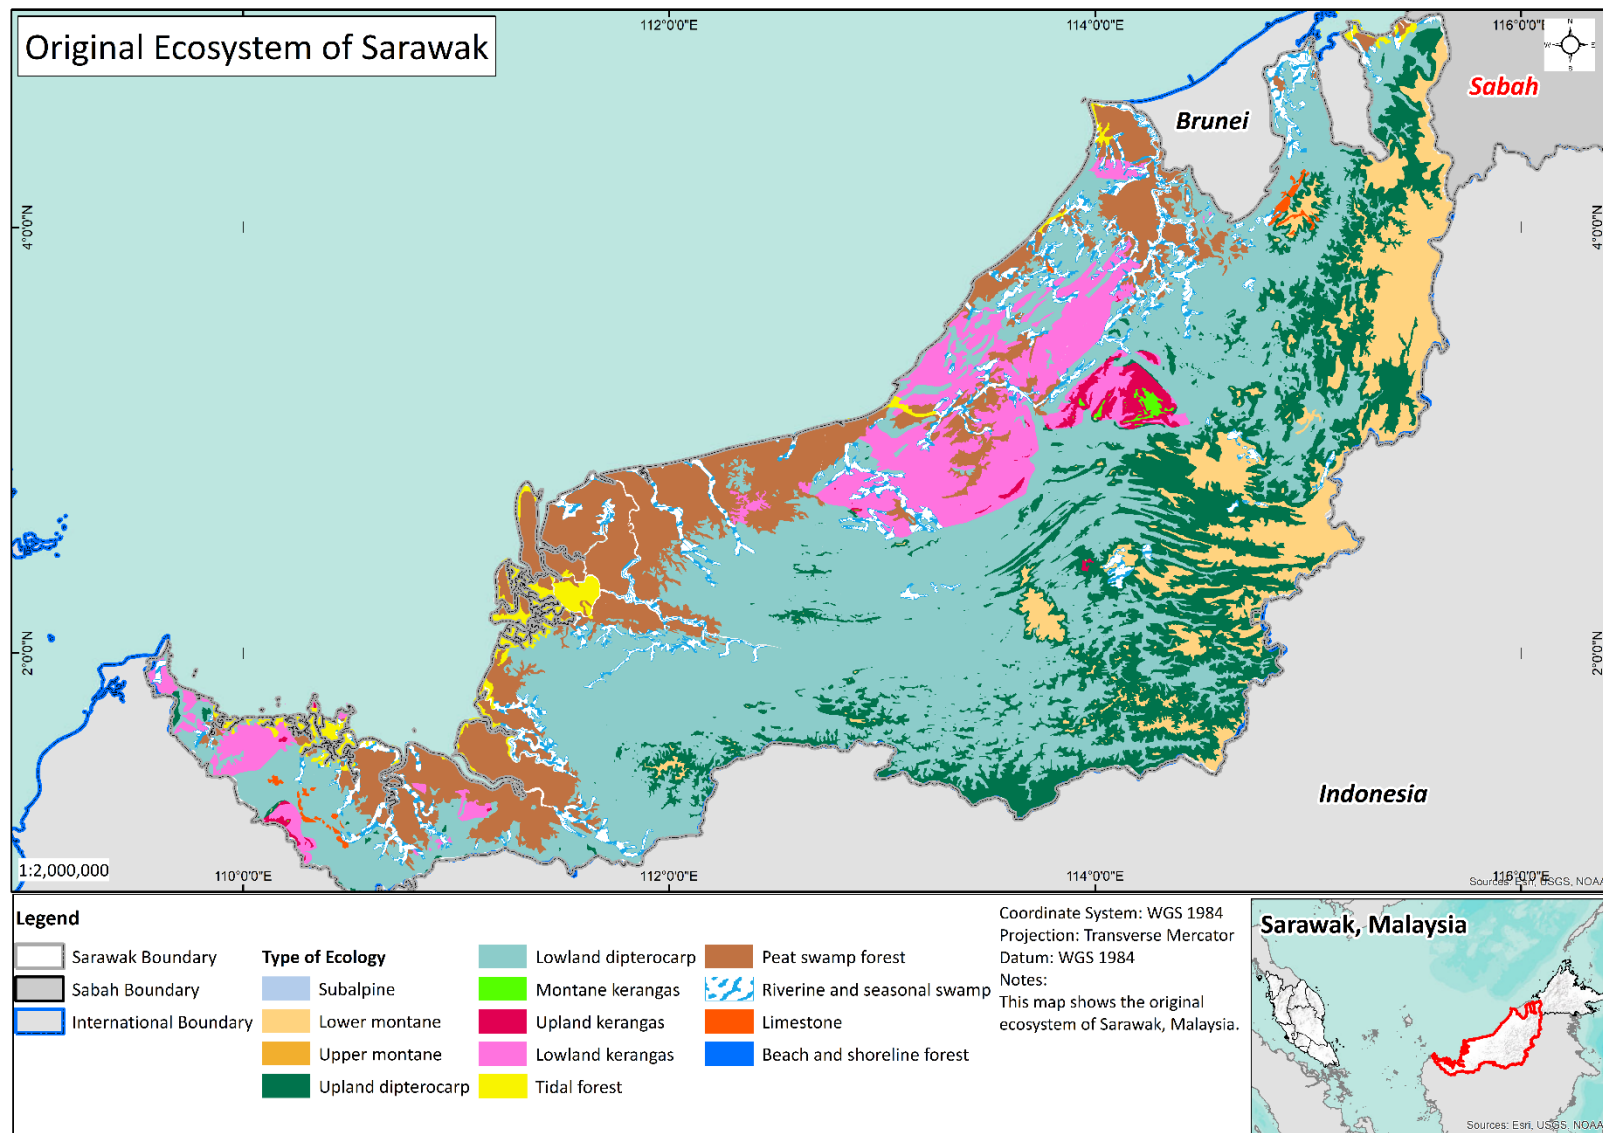 Original Ecosystem of Sarawak
112°0'0"E
114°0'0"E
116°0'0"E
N
W
E
S
Sabah
Brunei
4°0'0"N
4°0'0"N
2°0'0"N
2°0'0"N
Indonesia
1:2,000,000
110°0'0"E
112°0'0"E
114°0'0"E
116°0'0"E
Sources: Esri, USGS, NOAA
Legend
Sarawak Boundary
Sabah Boundary
International Boundary
Type of Ecology
Subalpine
Lower montane
Upper montane
Upland dipterocarp
Lowland dipterocarp
Montane kerangas
Upland kerangas
Lowland kerangas
Tidal forest
Peat swamp forest
Riverine and seasonal swamp
Limestone
Beach and shoreline forest
Coordinate System: WGS 1984
Projection: Transverse Mercator
Datum: WGS 1984
Notes:
This map shows the original
ecosystem of Sarawak, Malaysia.
Sarawak, Malaysia
Sources: Esri, USGS, NOAA